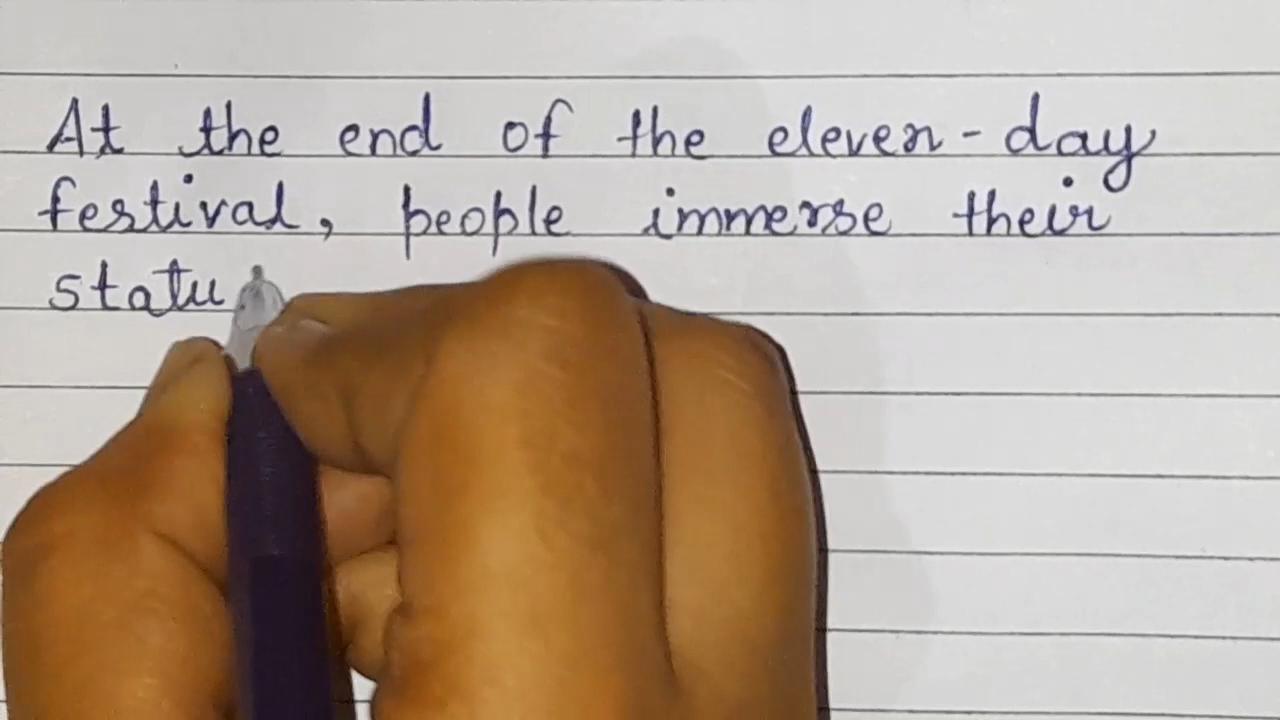 At the end of the eleven-day
festival, people immerse their
statu